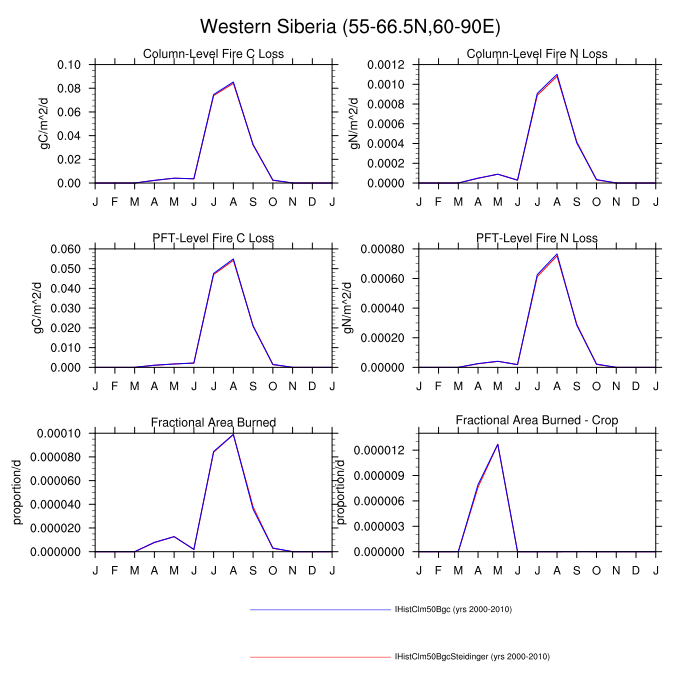 Western Siberia (55-66.5N,60-90E)
Column-Level Fire C Loss
gC/m^2/d
0.10
0.08
0.06
0.04
0.02
0.00
J F M A M J J A S O N D J
Column-Level Fire N Loss
gN/m^2/d
0.0012
0.0010
0.0008
0.0006
0.0004
0.0002
0.0000
J F M A M J J A S O N D J
PFT-Level Fire C Loss
gC/m^2/d
0.060
0.050
0.040
0.030
0.020
0.010
0.000
J F M A M J J A S O N D J
PFT-Level Fire N Loss
gN/m^2/d
0.00080
0.00060
0.00040
0.00020
0.00000
J F M A M J J A S O N D J
Fractional Area Burned
proportion/d
0.00010
0.000080
0.000060
0.000040
0.000020
0.000000
J F M A M J J A S O N D J
Fractional Area Burned - Crop
proportion/d
0.000012
0.000009
0.000006
0.000003
0.000000
J F M A M J J A S O N D J
IHistClm50Bgc (yrs 2000-2010)
IHistClm50BgcSteidinger (yrs 2000-2010)